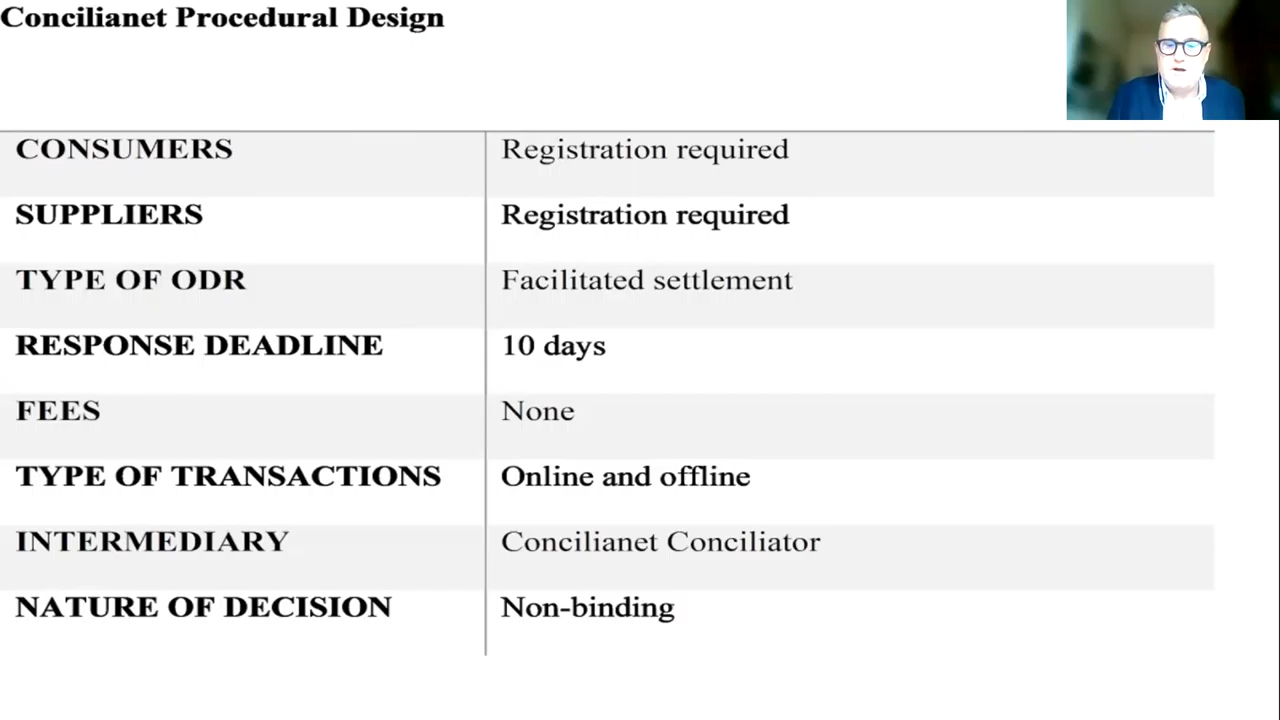 Concilianet Procedural Design
CONSUMERS Registration required
SUPPLIERS Registration required
TYPE OF ODR Facilitated settlement
RESPONSE DEADLINE 10 days
FEES None
TYPE OF TRANSACTIONS Online and offline
INTERMEDIARY Concilianet Conciliator
NATURE OF DECISION Non-binding